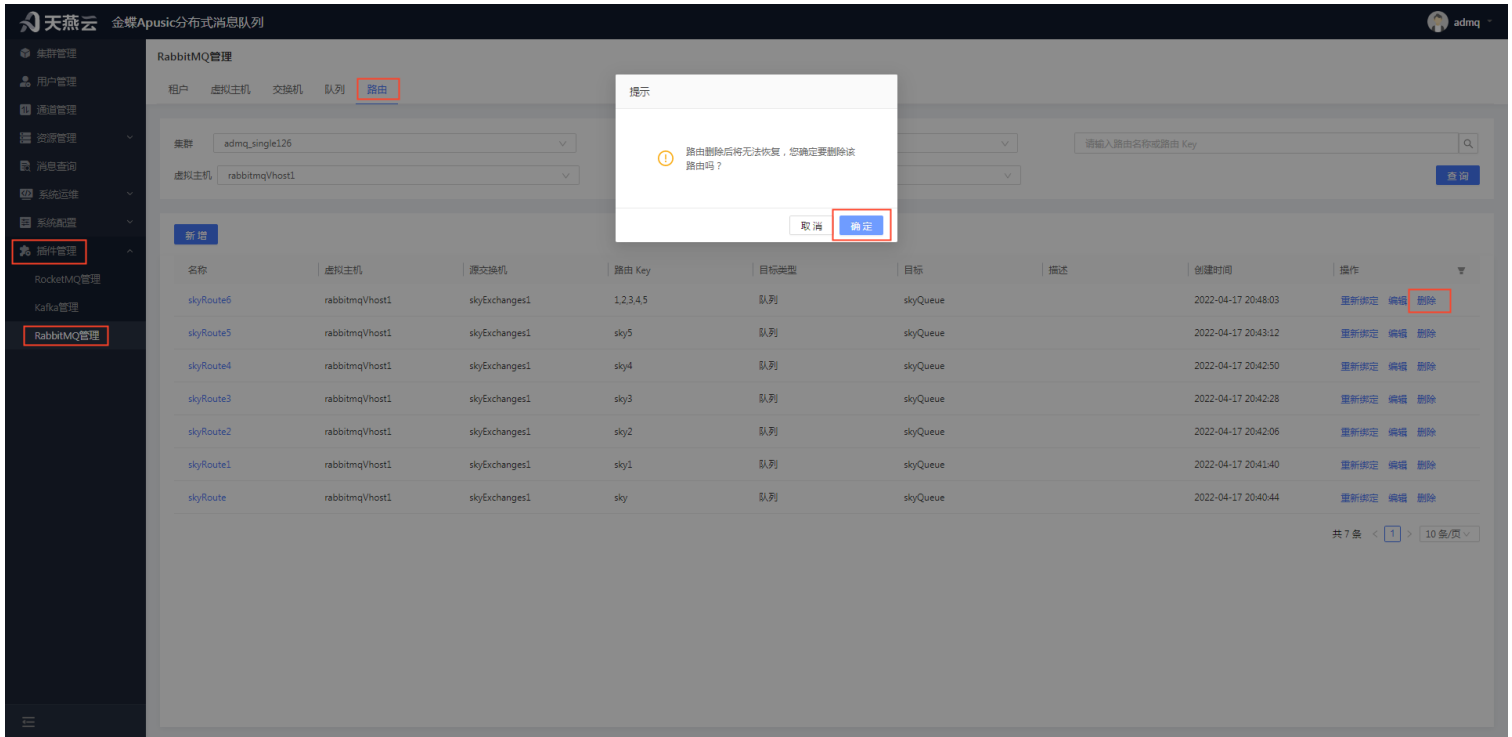 天燕云 金蝶Apusic分布式消息队列 admq
集群管理
用户管理
通道管理
资源管理
消息查询
系统运维
系统配置
插件管理
RocketMQ管理
Kafka管理
RabbitMQ管理
RabbitMQ管理
租户 虚拟主机 交换机 队列 路由
集群 admq_single126 请输入路由名称或路由 Key
虚拟主机 rabbitmqVhost1 查 询
提示
路由删除后将无法恢复，您确定要删除该
路由吗？
取 消 确 定
新 增
名称 虚拟主机 源交换机 路由 Key 目标类型 目标 描述 创建时间 操作
skyRoute6 rabbitmqVhost1 skyExchanges1 1,2,3,4,5 队列 skyQueue 2022-04-17 20:48:03 重新绑定 编辑 删除
skyRoute5 rabbitmqVhost1 skyExchanges1 sky5 队列 skyQueue 2022-04-17 20:43:12 重新绑定 编辑 删除
skyRoute4 rabbitmqVhost1 skyExchanges1 sky4 队列 skyQueue 2022-04-17 20:42:50 重新绑定 编辑 删除
skyRoute3 rabbitmqVhost1 skyExchanges1 sky3 队列 skyQueue 2022-04-17 20:42:28 重新绑定 编辑 删除
skyRoute2 rabbitmqVhost1 skyExchanges1 sky2 队列 skyQueue 2022-04-17 20:42:06 重新绑定 编辑 删除
skyRoute1 rabbitmqVhost1 skyExchanges1 sky1 队列 skyQueue 2022-04-17 20:41:40 重新绑定 编辑 删除
skyRoute rabbitmqVhost1 skyExchanges1 sky 队列 skyQueue 2022-04-17 20:40:44 重新绑定 编辑 删除
共 7 条 < 1 > 10 条/页